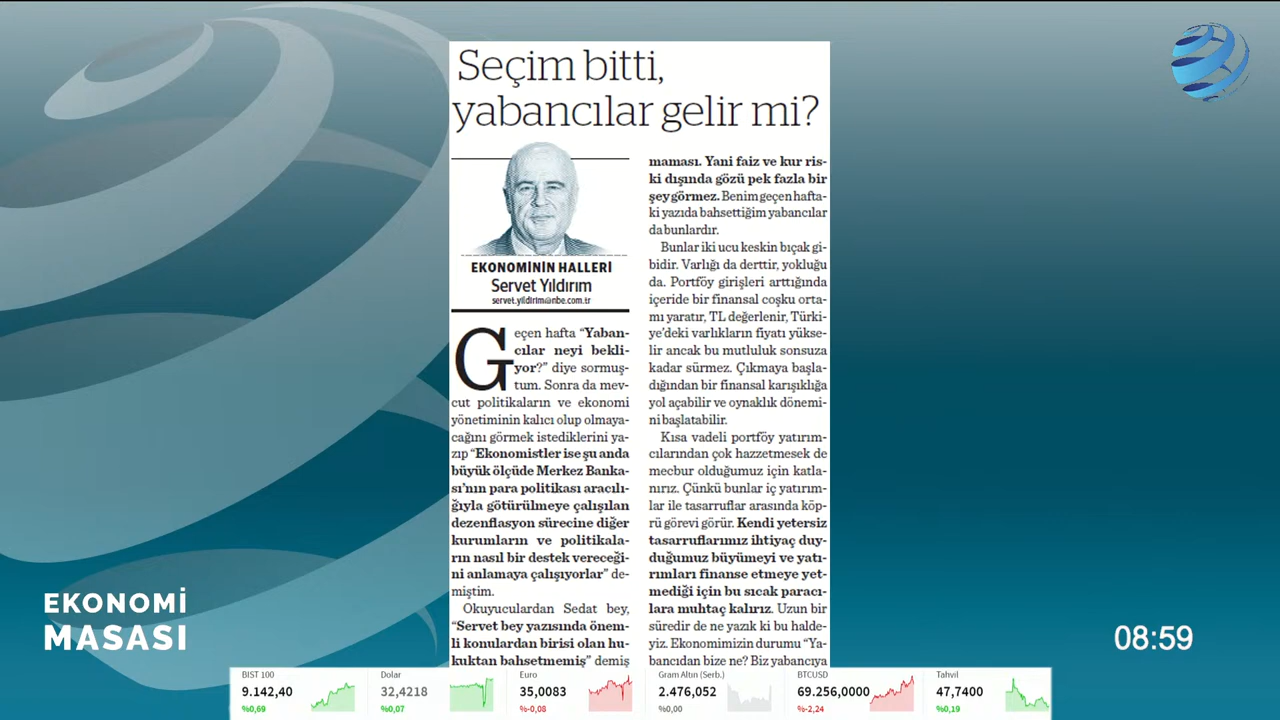 Seçim bitti,
yabancılar gelir mi?
EKONOMİNİN HALLERİ
Servet Yıldırım
servet.yildirim@nbe.com.tr
Geçen hafta “Yaban-
cılar neyi bekli-
yor?” diye sormuş-
tum. Sonra da mev-
cut politikaların ve ekonomi
yönetiminin kalıcı olup olmaya-
cağını görmek istediklerini ya-
zıp “Ekonomistler ise şu anda
büyük ölçüde Merkez Banka-
sı’nın para politikası aracılı-
ğıyla götürülmeye çalışılan
dezenflasyon sürecine diğer
kurumların ve politikala-
rın nasıl bir destek vereceği-
ni anlamaya çalışıyorlar” de-
miştim.
Okuyuculardan Sedat bey,
“Servet bey yazısında önem-
li konulardan birisi olan hu-
kuktan bahsetmemiş” demiş
maması. Yani faiz ve kur ris-
ki dışında gözü pek fazla bir
şey görmez. Benim geçen hafta-
ki yazıda bahsettiğim yabancılar
da bunlardır.
Bunlar iki ucu keskin bıçak gi-
bidir. Varlığı da derttir, yokluğu
da. Portföy girişleri arttığında
içeride bir finansal coşku orta-
mı yaratır, TL değerlenir, Türki-
ye’deki varlıkların fiyatı yükse-
lir ancak bu mutluluk sonsuza
kadar sürmez. Çıkmaya başla-
dığından bir finansal karışıklığa
yol açabilir ve oynaklık dönemi-
ni başlatabilir.
Kısa vadeli portföy yatırım-
cılarından çok hazzetmesek de
mecbur olduğumuz için katla-
nırız. Çünkü bunlar iç yatırım-
lar ile tasarruflar arasında köp-
rü görevi görür. Kendi yetersiz
tasarruflarımız ihtiyaç duy-
duğumuz büyümeyi ve yatı-
rımları finanse etmeye yet-
mediği için bu sıcak paracı-
lara muhtaç kalırız. Uzun bir
süredir de ne yazık ki bu halde-
yiz. Ekonomimizin durumu “Ya-
bancıdan bize ne? Biz yabancıya
EKONOMİ
MASASI
08:59
BIST 100
9.142,40
%0,69
Dolar
32,4218
%0,07
Euro
35,0083
%-0,08
Gram Altın (Serb.)
2.476,052
%0,00
BTCUSD
69.256,0000
%-2,24
Tahvil
47,7400
%0,19